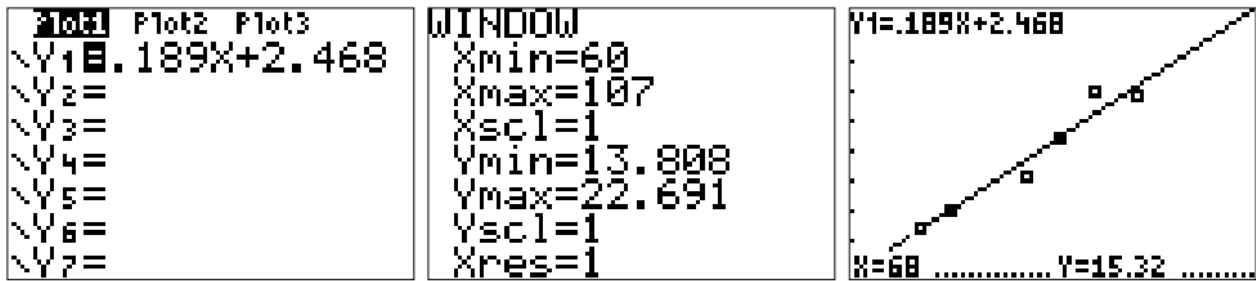 Plot1 Plot2 Plot3
\Y1=.189X+2.468
\Y2=
\Y3=
\Y4=
\Y5=
\Y6=
\Y7=
WINDOW
Xmin=60
Xmax=107
Xscl=1
Ymin=13.808
Ymax=22.691
Yscl=1
Xres=1
Y1=.189X+2.468
X=68 Y=15.32